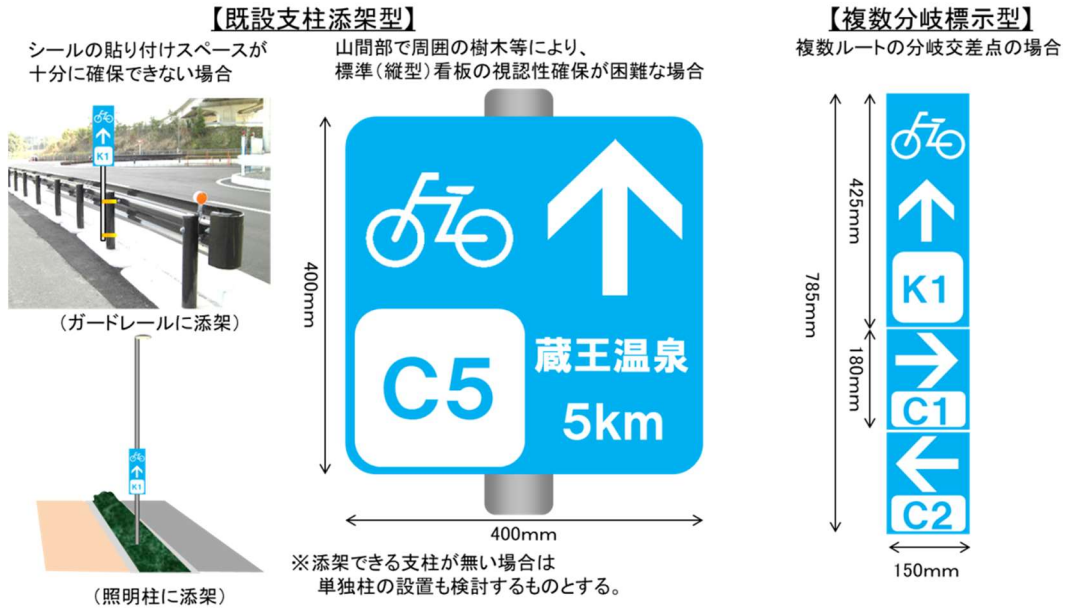 【既設支柱添架型】
シールの貼り付けスペースが
十分に確保できない場合
K1
(ガードレールに添架)
K1
(照明柱に添架)
山間部で周囲の樹木等により、
標準(縦型)看板の視認性確保が困難な場合
400mm
C5
蔵王温泉
5km
400mm
※添架できる支柱が無い場合は
単独柱の設置も検討するものとする。
【複数分岐標示型】
複数ルートの分岐交差点の場合
785mm
425mm
180mm
K1
C1
C2
150mm